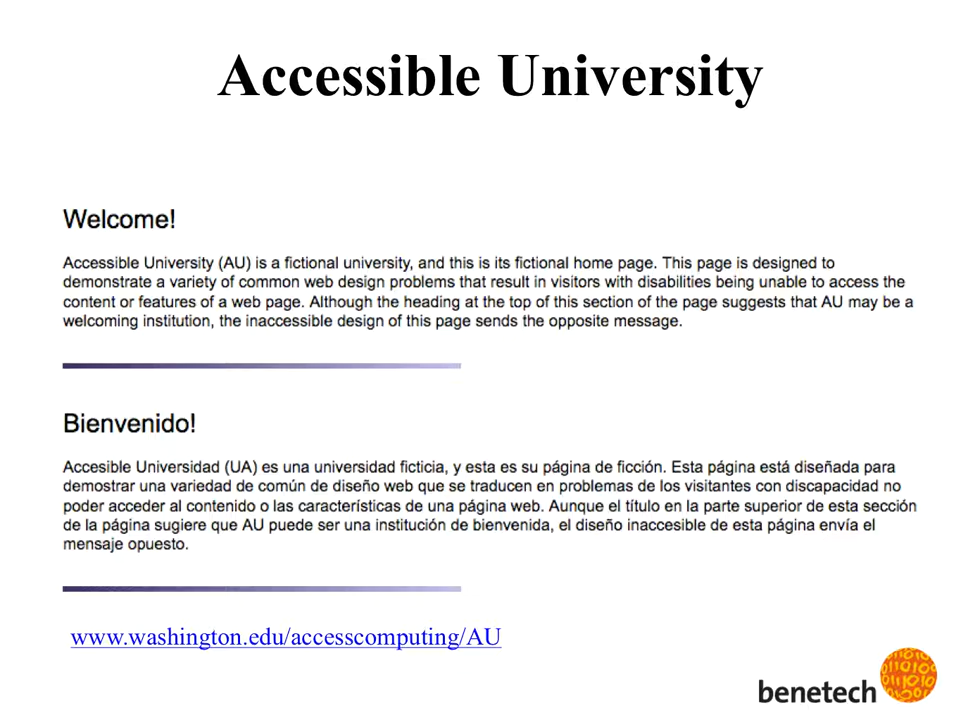 Accessible University
Welcome!
Accessible University (AU) is a fictional university, and this is its fictional home page. This page is designed to
demonstrate a variety of common web design problems that result in visitors with disabilities being unable to access the
content or features of a web page. Although the heading at the top of this section of the page suggests that AU may be a
welcoming institution, the inaccessible design of this page sends the opposite message.
Bienvenido!
Accesible Universidad (UA) es una universidad ficticia, y esta es su página de ficción. Esta página está diseñada para
demostrar una variedad de común de diseño web que se traducen en problemas de los visitantes con discapacidad no
poder acceder al contenido o las características de una página web. Aunque el título en la parte superior de esta sección
de la página sugiere que AU puede ser una institución de bienvenida, el diseño inaccesible de esta página envía el
mensaje opuesto.
www.washington.edu/accesscomputing/AU
benetech